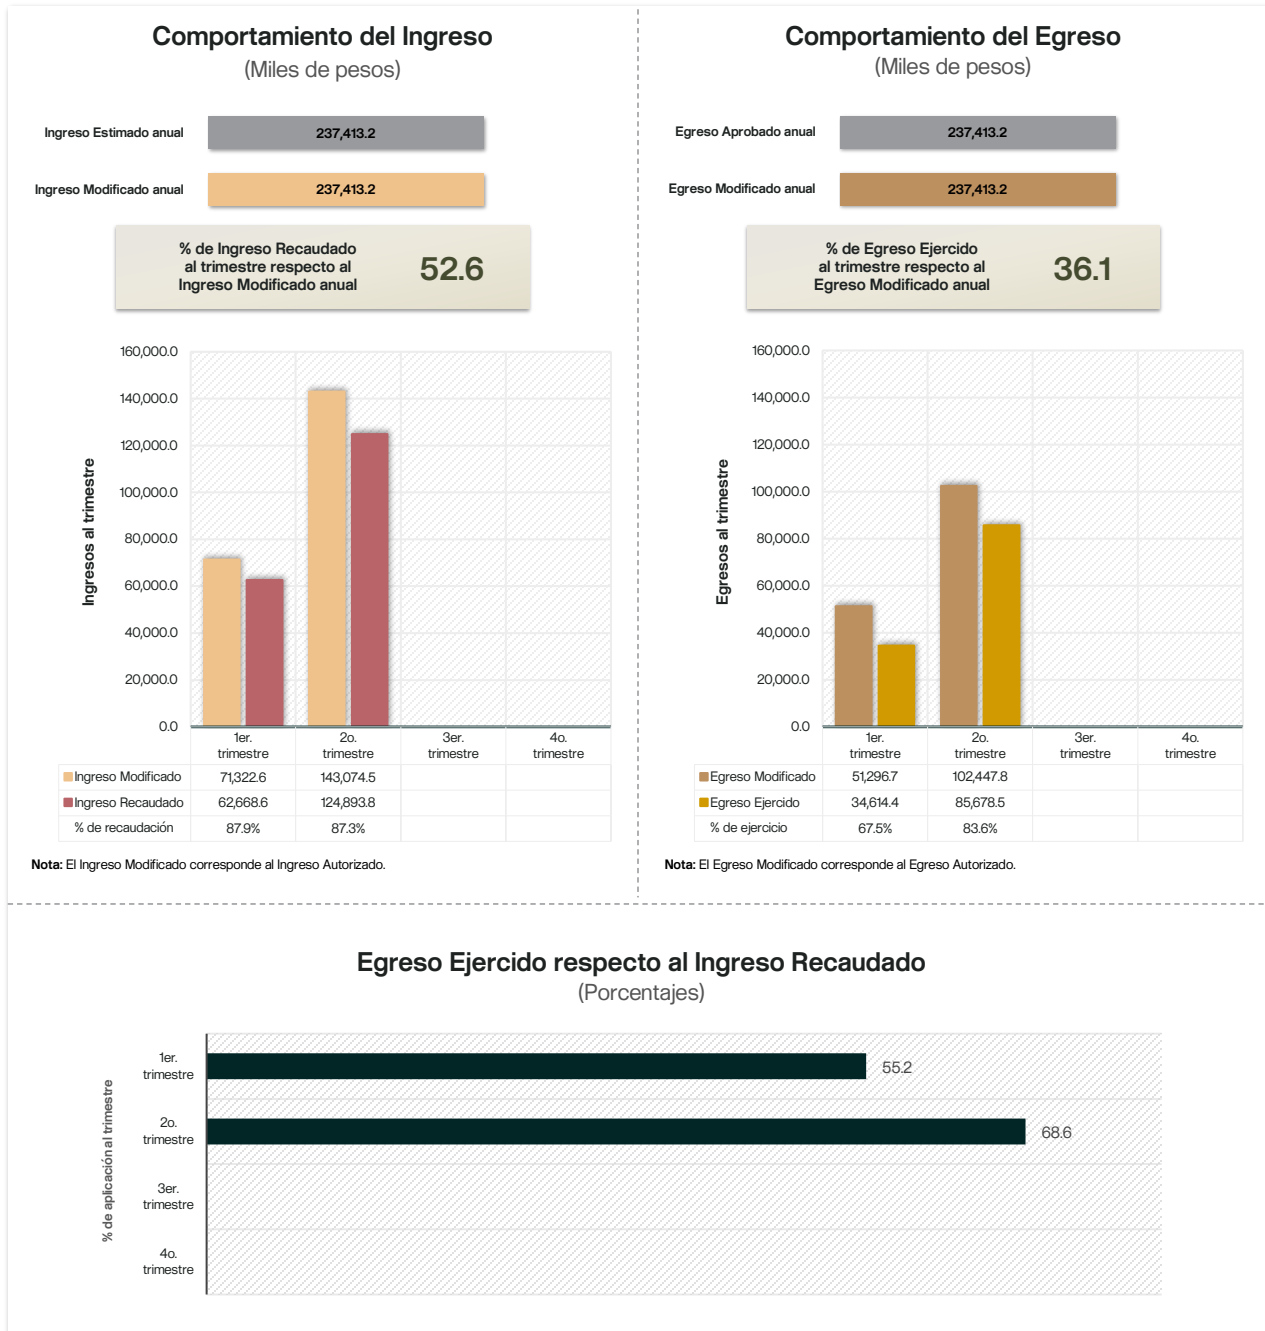 Comportamiento del Ingreso
(Miles de pesos)
Ingreso Estimado anual 237,413.2
Ingreso Modificado anual 237,413.2
% de Ingreso Recaudado
al trimestre respecto al
Ingreso Modificado anual
52.6
160,000.0
140,000.0
120,000.0
100,000.0
80,000.0
60,000.0
40,000.0
20,000.0
0.0
Ingresos al trimestre
1er. trimestre
2o. trimestre
3er. trimestre
4o. trimestre
Ingreso Modificado 71,322.6 143,074.5
Ingreso Recaudado 62,668.6 124,893.8
% de recaudación 87.9% 87.3%
Nota: El Ingreso Modificado corresponde al Ingreso Autorizado.
Comportamiento del Egreso
(Miles de pesos)
Egreso Aprobado anual 237,413.2
Egreso Modificado anual 237,413.2
% de Egreso Ejercido
al trimestre respecto al
Egreso Modificado anual
36.1
160,000.0
140,000.0
120,000.0
100,000.0
80,000.0
60,000.0
40,000.0
20,000.0
0.0
Egresos al trimestre
1er. trimestre
2o. trimestre
3er. trimestre
4o. trimestre
Egreso Modificado 51,296.7 102,447.8
Egreso Ejercido 34,614.4 85,678.5
% de ejercicio 67.5% 83.6%
Nota: El Egreso Modificado corresponde al Egreso Autorizado.
Egreso Ejercido respecto al Ingreso Recaudado
(Porcentajes)
% de aplicación al trimestre
1er.
trimestre
55.2
2o.
trimestre
68.6
3er.
trimestre
4o.
trimestre